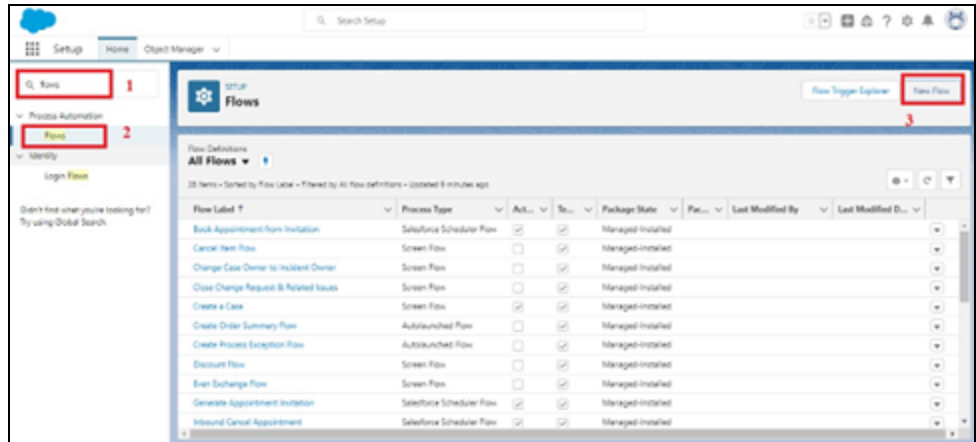 Search Setup
Setup Home Object Manager
flows 1
Process Automation
Flows 2
Identity
Login Flows
Didn't find what you're looking for?
Try using Global Search.
SETUP
Flows
Flow Trigger Explorer New Flow
3
Flow Definitions
All Flows
Sorted by Flow Label • Filtered by All flow definitions • Updated 9 minutes ago
Flow Label ↑ Process Type Act... Te... Package State Pac... Last Modified By Last Modified D...
Book Appointment from Invitation Salesforce Scheduler Flow Managed-Installed
Cancel Item Flow Screen Flow Managed-Installed
Change Case Owner to Incident Owner Screen Flow Managed-Installed
Close Change Request & Related Issues Screen Flow Managed-Installed
Create a Case Screen Flow Managed-Installed
Create Order Summary Flow Autolaunched Flow Managed-Installed
Create Process Exception Flow Autolaunched Flow Managed-Installed
Discount Flow Screen Flow Managed-Installed
Even Exchange Flow Screen Flow Managed-Installed
Generate Appointment Invitation Salesforce Scheduler Flow Managed-Installed
Inbound Cancel Appointment Salesforce Scheduler Flow Managed-Installed